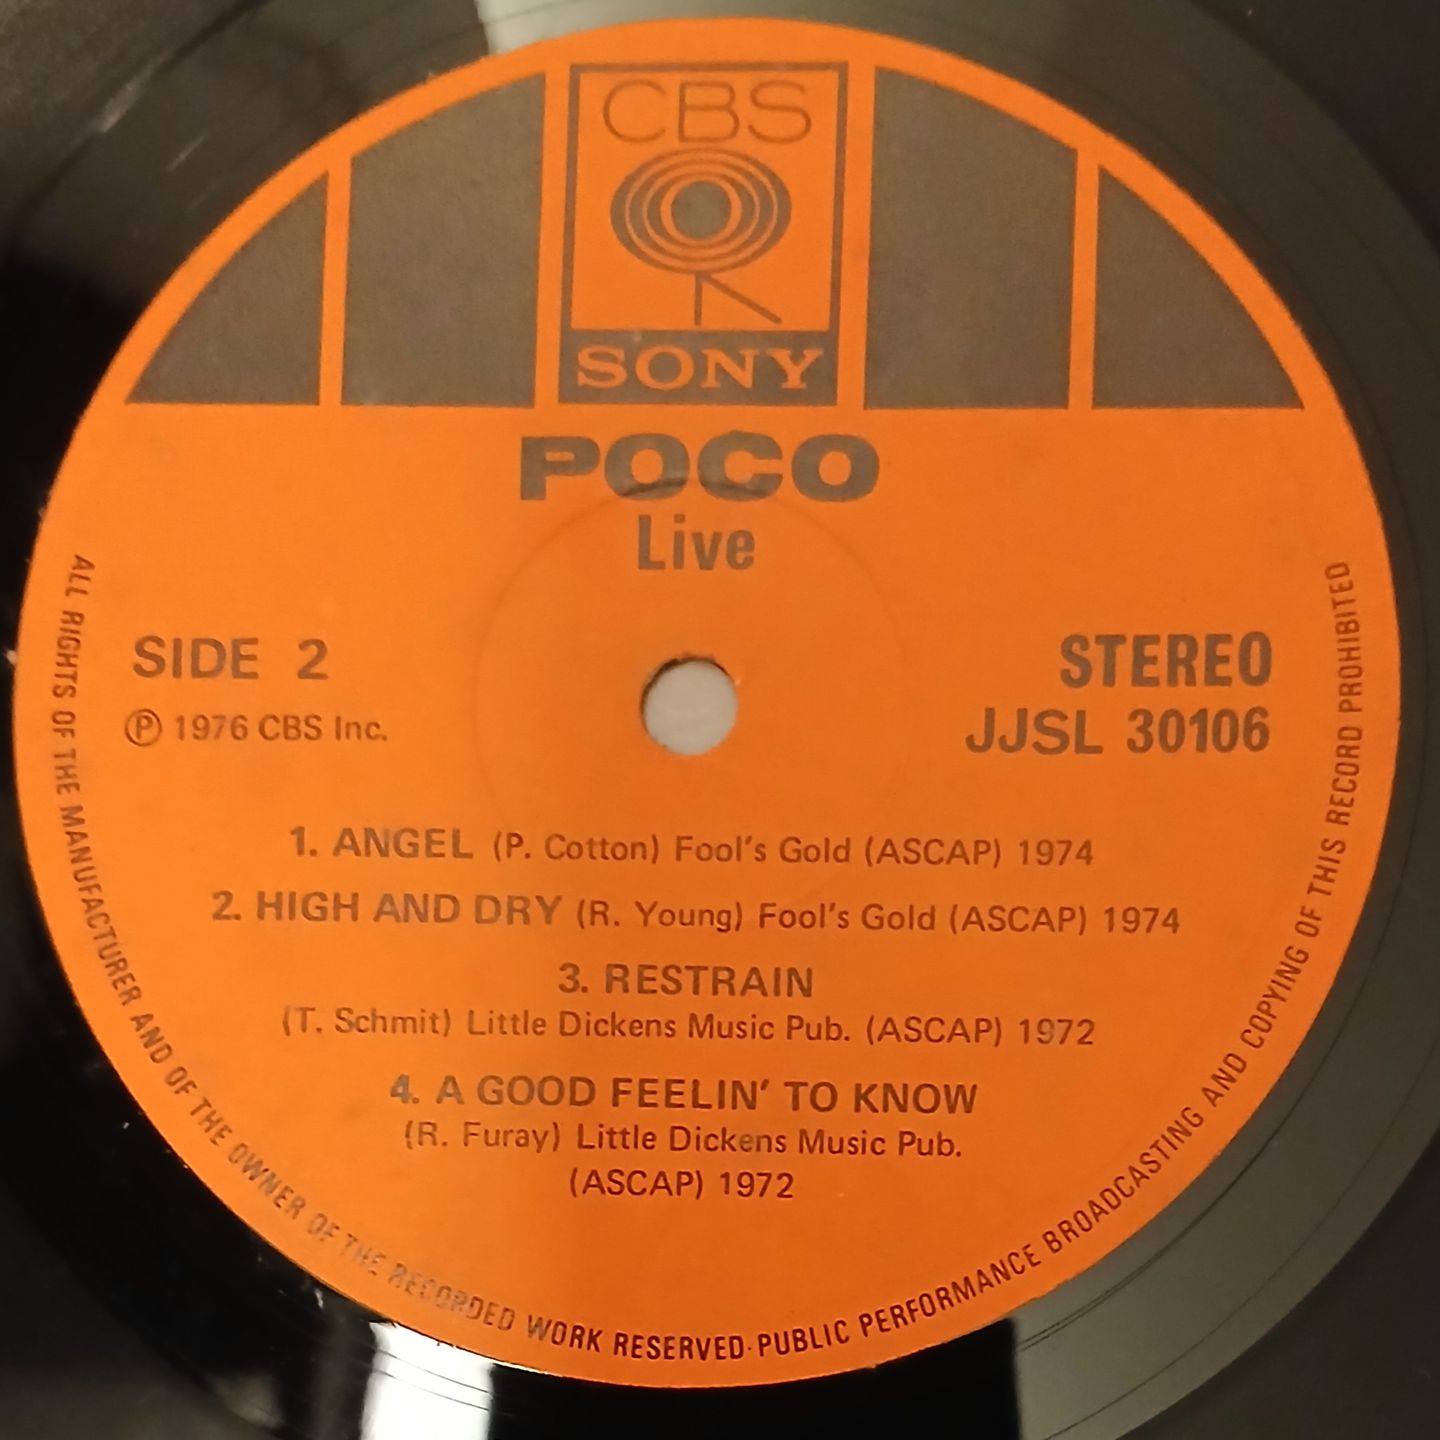 CBS
SONY
POCO
Live
SIDE 2
STEREO
Ⓟ 1976 CBS Inc.
JJSL 30106
1. ANGEL (P. Cotton) Fool's Gold (ASCAP) 1974
2. HIGH AND DRY (R. Young) Fool's Gold (ASCAP) 1974
3. RESTRAIN
(T. Schmit) Little Dickens Music Pub. (ASCAP) 1972
4. A GOOD FEELIN' TO KNOW
(R. Furay) Little Dickens Music Pub.
(ASCAP) 1972
ALL RIGHTS OF THE MANUFACTURER AND OF THE OWNER OF THE RECORDED WORK RESERVED·PUBLIC PERFORMANCE BROADCASTING AND COPYING OF THIS RECORD PROHIBITED